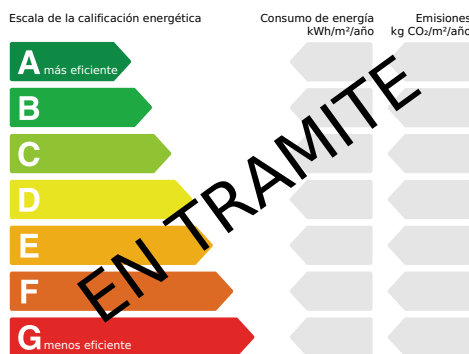 Escala de la calificación energética
Consumo de energía
kWh/m²/año
Emisiones
kg CO₂/m²/año
A más eficiente
B
C
D
E
F
G menos eficiente
EN TRAMITE